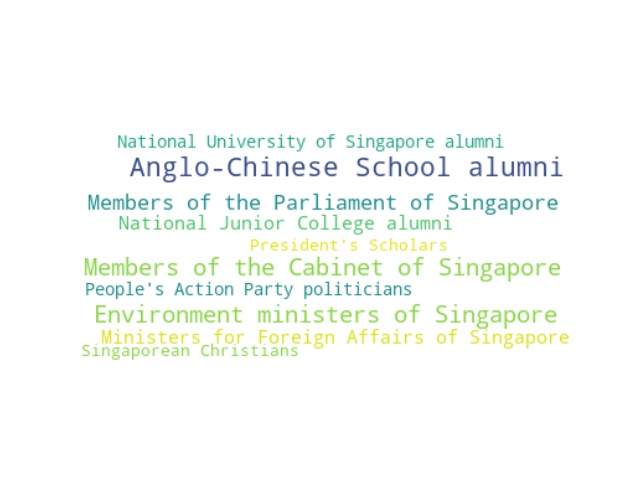 National University of Singapore alumni
Anglo-Chinese School alumni
Members of the Parliament of Singapore
National Junior College alumni
President's Scholars
Members of the Cabinet of Singapore
People's Action Party politicians
Environment ministers of Singapore
Ministers for Foreign Affairs of Singapore
Singaporean Christians